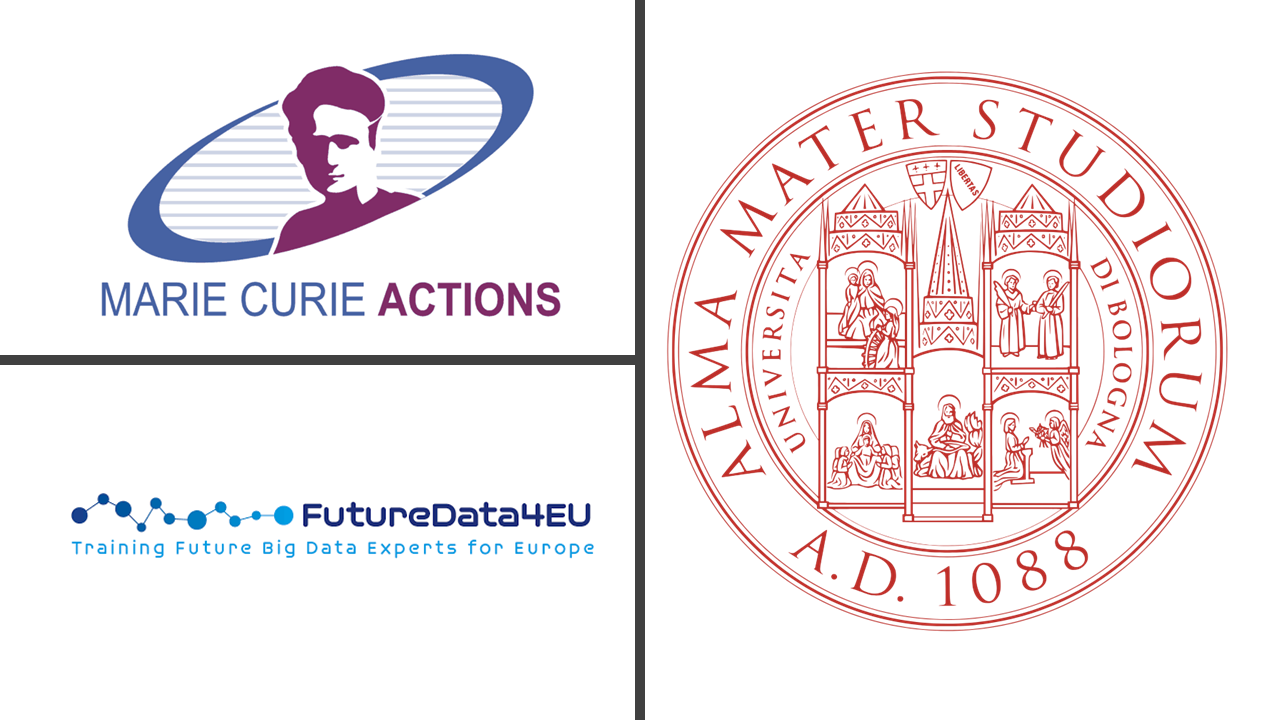 MARIE CURIE ACTIONS
FutureData4EU
Training Future Big Data Experts for Europe
ALMA MATER STUDIORUM
A.D. 1088
UNIVERSITA
DI BOLOGNA
LIBERTAS